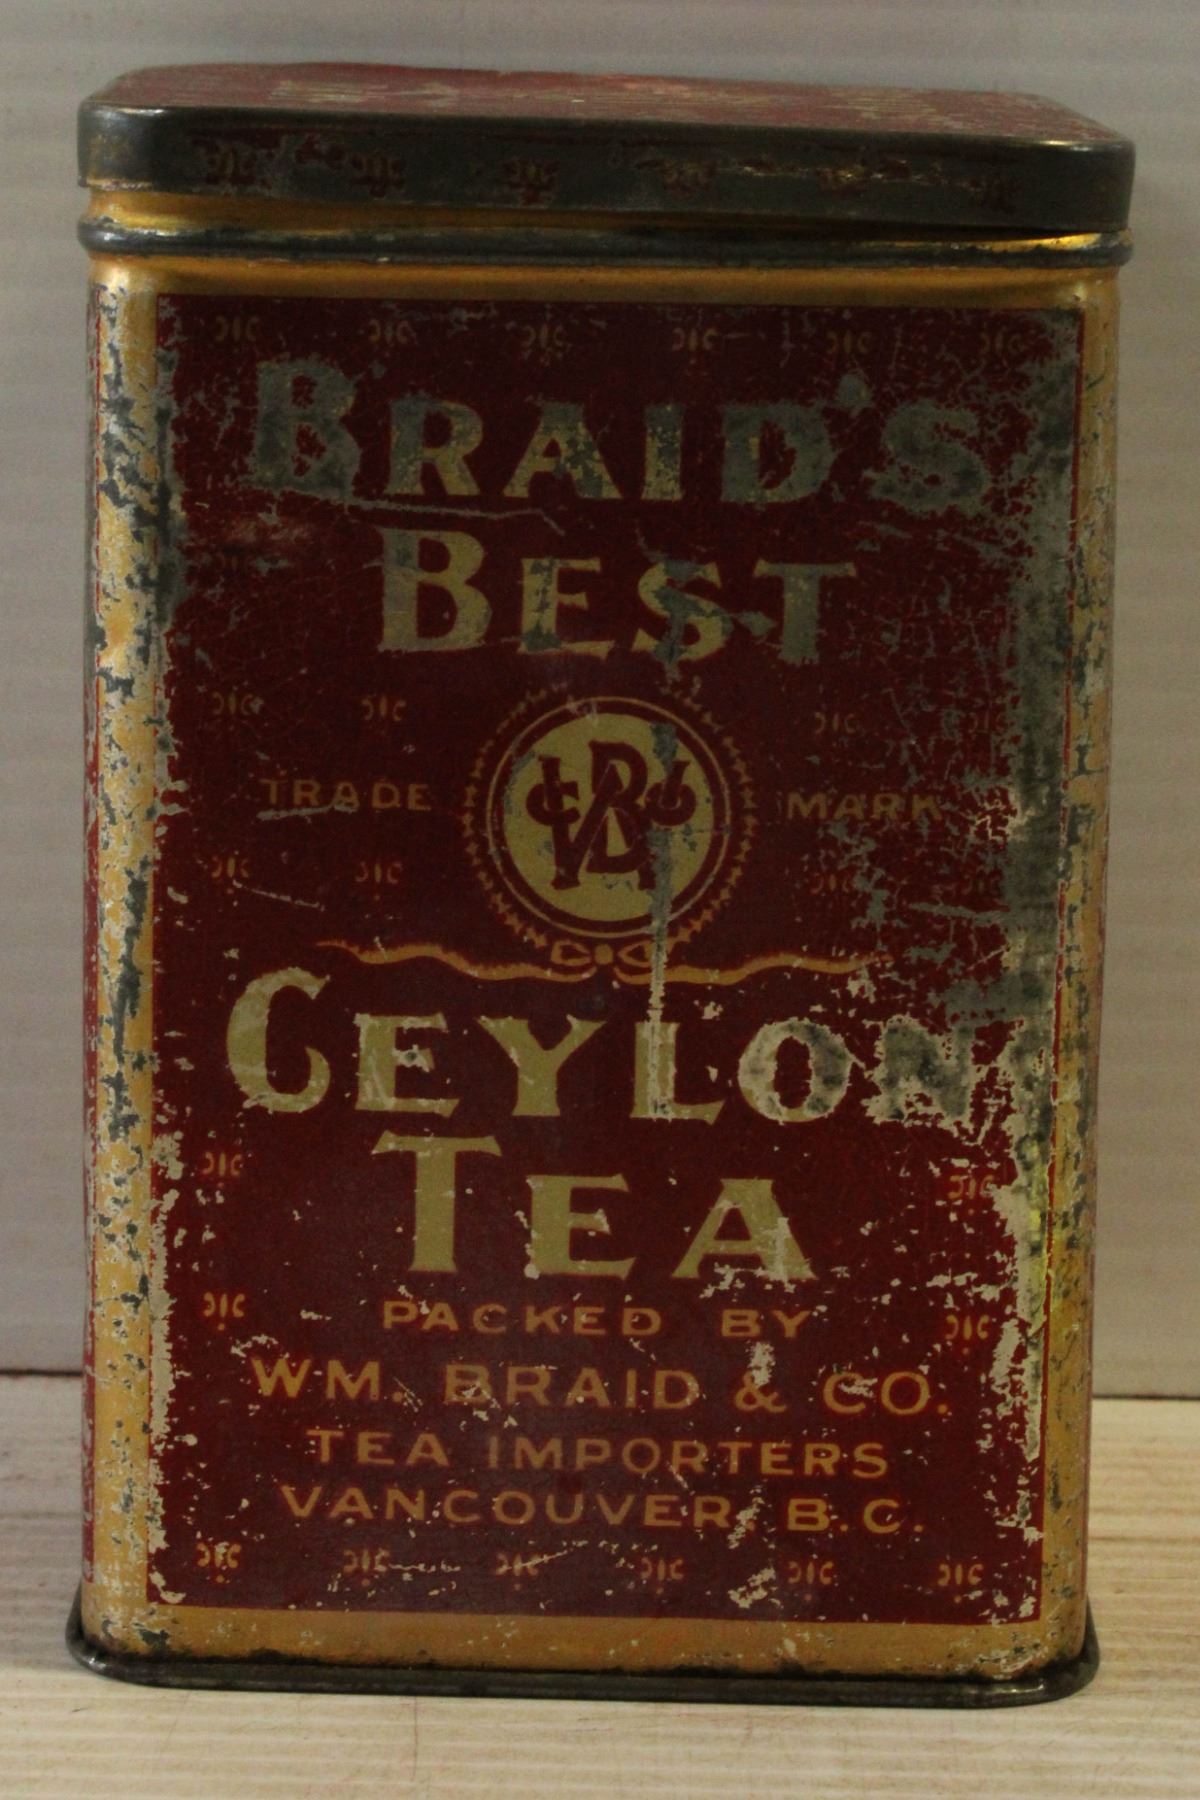 BRAID'S
BEST
TRADE MARK
CEYLON
TEA
PACKED BY
WM. BRAID & CO.
TEA IMPORTERS
VANCOUVER, B.C.